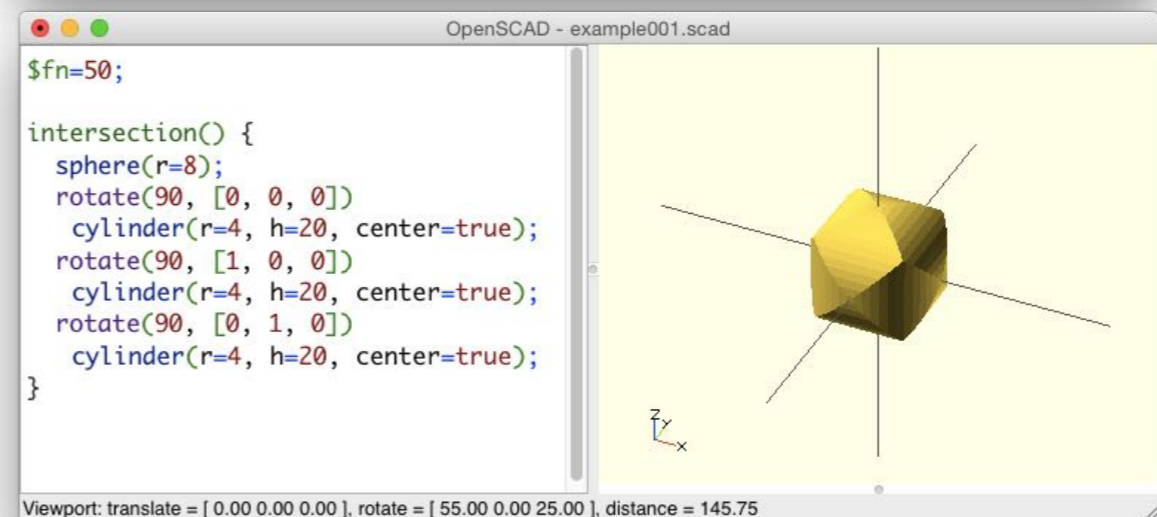 OpenSCAD - example001.scad
$fn=50;
intersection() {
  sphere(r=8);
  rotate(90, [0, 0, 0])
   cylinder(r=4, h=20, center=true);
  rotate(90, [1, 0, 0])
   cylinder(r=4, h=20, center=true);
  rotate(90, [0, 1, 0])
   cylinder(r=4, h=20, center=true);
}
Z
Y
X
Viewport: translate = [ 0.00 0.00 0.00 ], rotate = [ 55.00 0.00 25.00 ], distance = 145.75